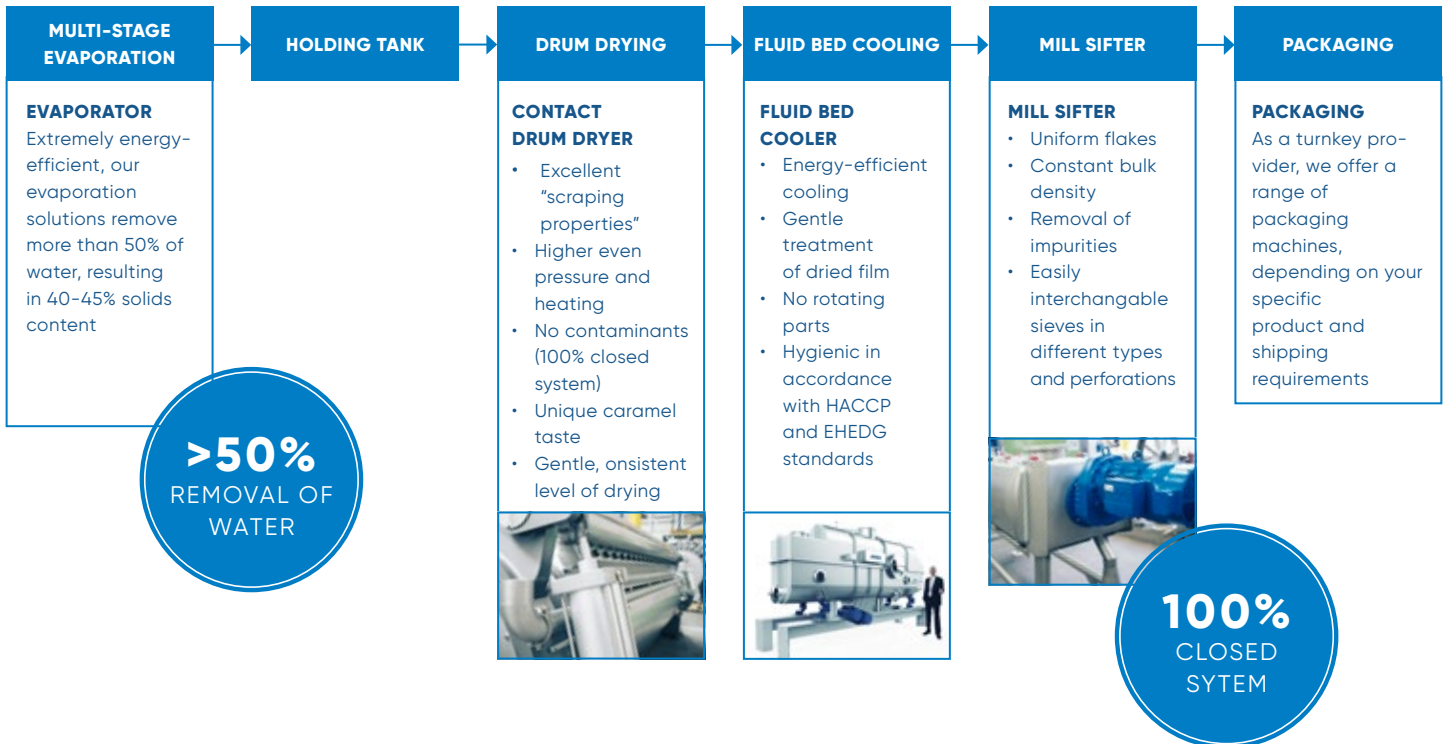 MULTI-STAGE
EVAPORATION
HOLDING TANK
DRUM DRYING
FLUID BED COOLING
MILL SIFTER
PACKAGING
EVAPORATOR
Extremely energy-
efficient, our
evaporation
solutions remove
more than 50% of
water, resulting
in 40-45% solids
content
>50%
REMOVAL OF
WATER
CONTACT
DRUM DRYER
• Excellent
"scraping
properties"
• Higher even
pressure and
heating
• No contaminants
(100% closed
system)
• Unique caramel
taste
• Gentle, onsistent
level of drying
FLUID BED
COOLER
• Energy-efficient
cooling
• Gentle
treatment
of dried film
• No rotating
parts
• Hygienic in
accordance
with HACCP
and EHEDG
standards
MILL SIFTER
• Uniform flakes
• Constant bulk
density
• Removal of
impurities
• Easily
interchangable
sieves in
different types
and perforations
PACKAGING
As a turnkey pro-
vider, we offer a
range of
packaging
machines,
depending on your
specific
product and
shipping
requirements
100%
CLOSED
SYTEM